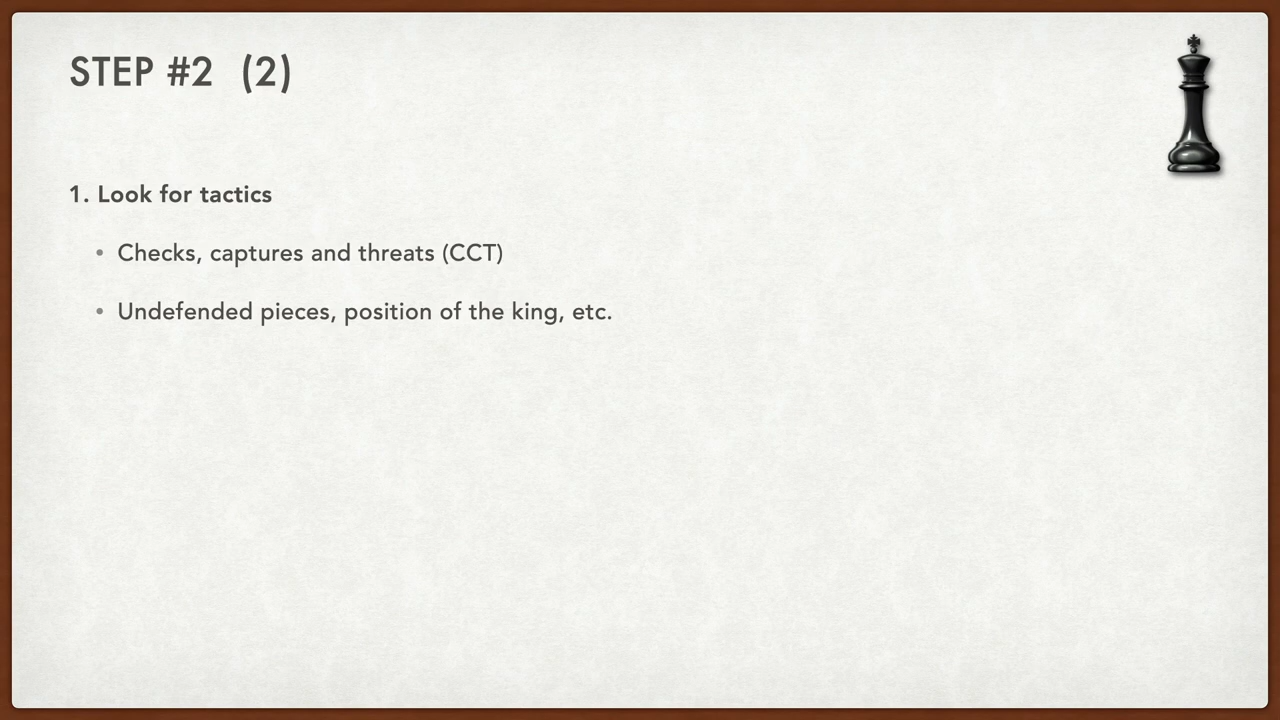 STEP #2 (2)
1. Look for tactics
• Checks, captures and threats (CCT)
• Undefended pieces, position of the king, etc.